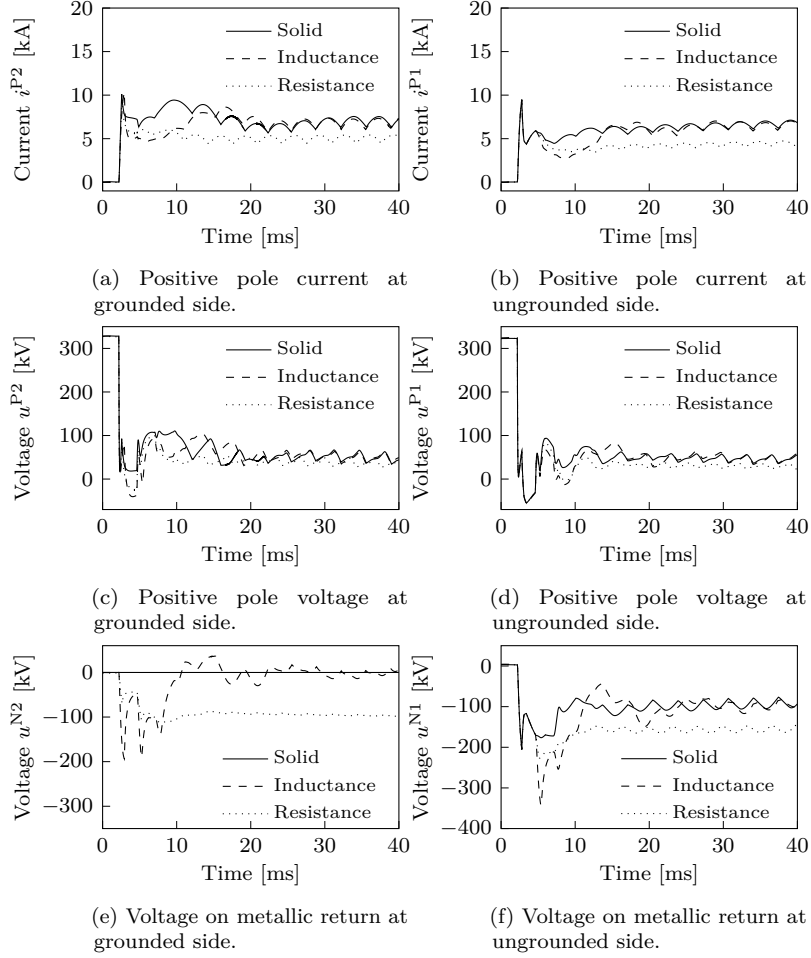 Current i^P2 [kA]
20
15
10
5
0
Solid
Inductance
Resistance
0 10 20 30 40
Time [ms]
(a) Positive pole current at
grounded side.
Current i^P1 [kA]
20
15
10
5
0
Solid
Inductance
Resistance
0 10 20 30 40
Time [ms]
(b) Positive pole current at
ungrounded side.
Voltage u^P2 [kV]
300
200
100
0
Solid
Inductance
Resistance
0 10 20 30 40
Time [ms]
(c) Positive pole voltage at
grounded side.
Voltage u^P1 [kV]
300
200
100
0
Solid
Inductance
Resistance
0 10 20 30 40
Time [ms]
(d) Positive pole voltage at
ungrounded side.
Voltage u^N2 [kV]
0
−100
−200
−300
Solid
Inductance
Resistance
0 10 20 30 40
Time [ms]
(e) Voltage on metallic return at
grounded side.
Voltage u^N1 [kV]
0
−100
−200
−300
−400
Solid
Inductance
Resistance
0 10 20 30 40
Time [ms]
(f) Voltage on metallic return at
ungrounded side.